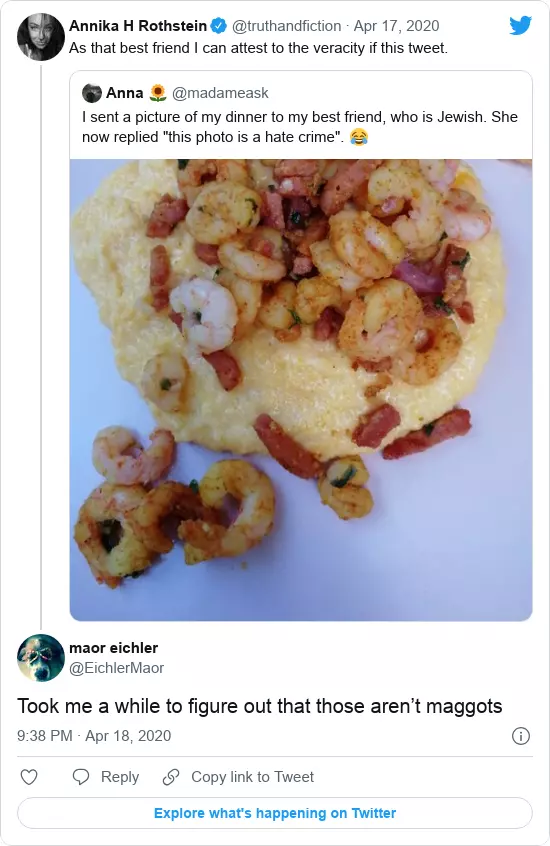 Annika H Rothstein @truthandfiction · Apr 17, 2020
As that best friend I can attest to the veracity if this tweet.
Anna 🌻 @madameask
I sent a picture of my dinner to my best friend, who is Jewish. She
now replied "this photo is a hate crime". 😂
maor eichler
@EichlerMaor
Took me a while to figure out that those aren’t maggots
9:38 PM · Apr 18, 2020
Reply Copy link to Tweet
Explore what's happening on Twitter